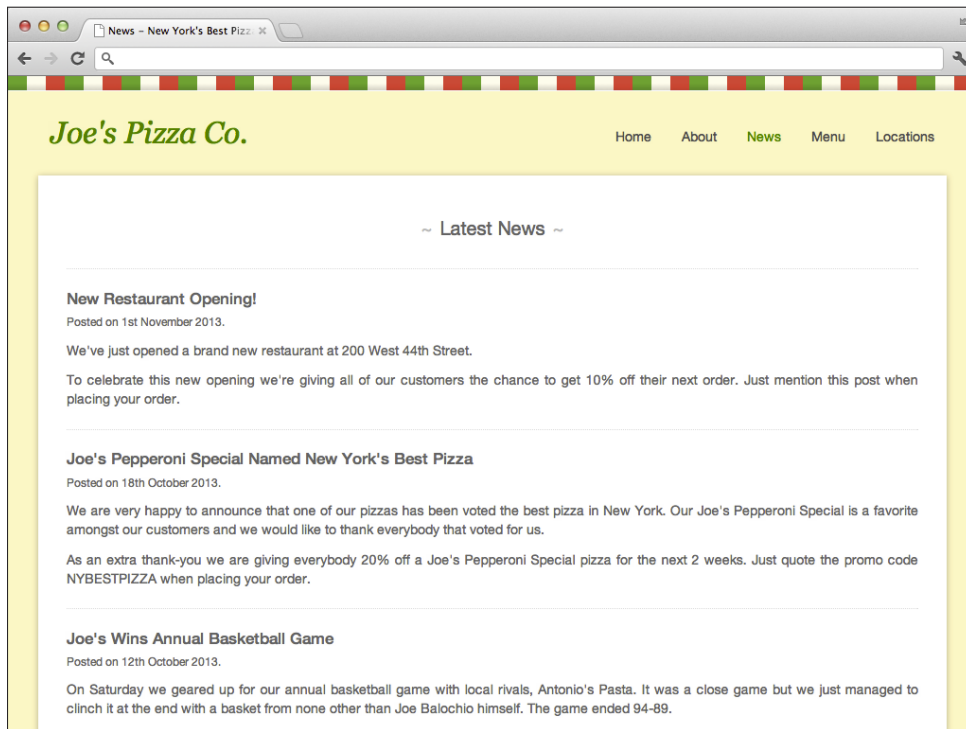 News – New York's Best Pizz
Joe's Pizza Co.
Home About News Menu Locations
~ Latest News ~
New Restaurant Opening!
Posted on 1st November 2013.
We've just opened a brand new restaurant at 200 West 44th Street.
To celebrate this new opening we're giving all of our customers the chance to get 10% off their next order. Just mention this post when
placing your order.
Joe's Pepperoni Special Named New York's Best Pizza
Posted on 18th October 2013.
We are very happy to announce that one of our pizzas has been voted the best pizza in New York. Our Joe's Pepperoni Special is a favorite
amongst our customers and we would like to thank everybody that voted for us.
As an extra thank-you we are giving everybody 20% off a Joe's Pepperoni Special pizza for the next 2 weeks. Just quote the promo code
NYBESTPIZZA when placing your order.
Joe's Wins Annual Basketball Game
Posted on 12th October 2013.
On Saturday we geared up for our annual basketball game with local rivals, Antonio's Pasta. It was a close game but we just managed to
clinch it at the end with a basket from none other than Joe Balochio himself. The game ended 94-89.